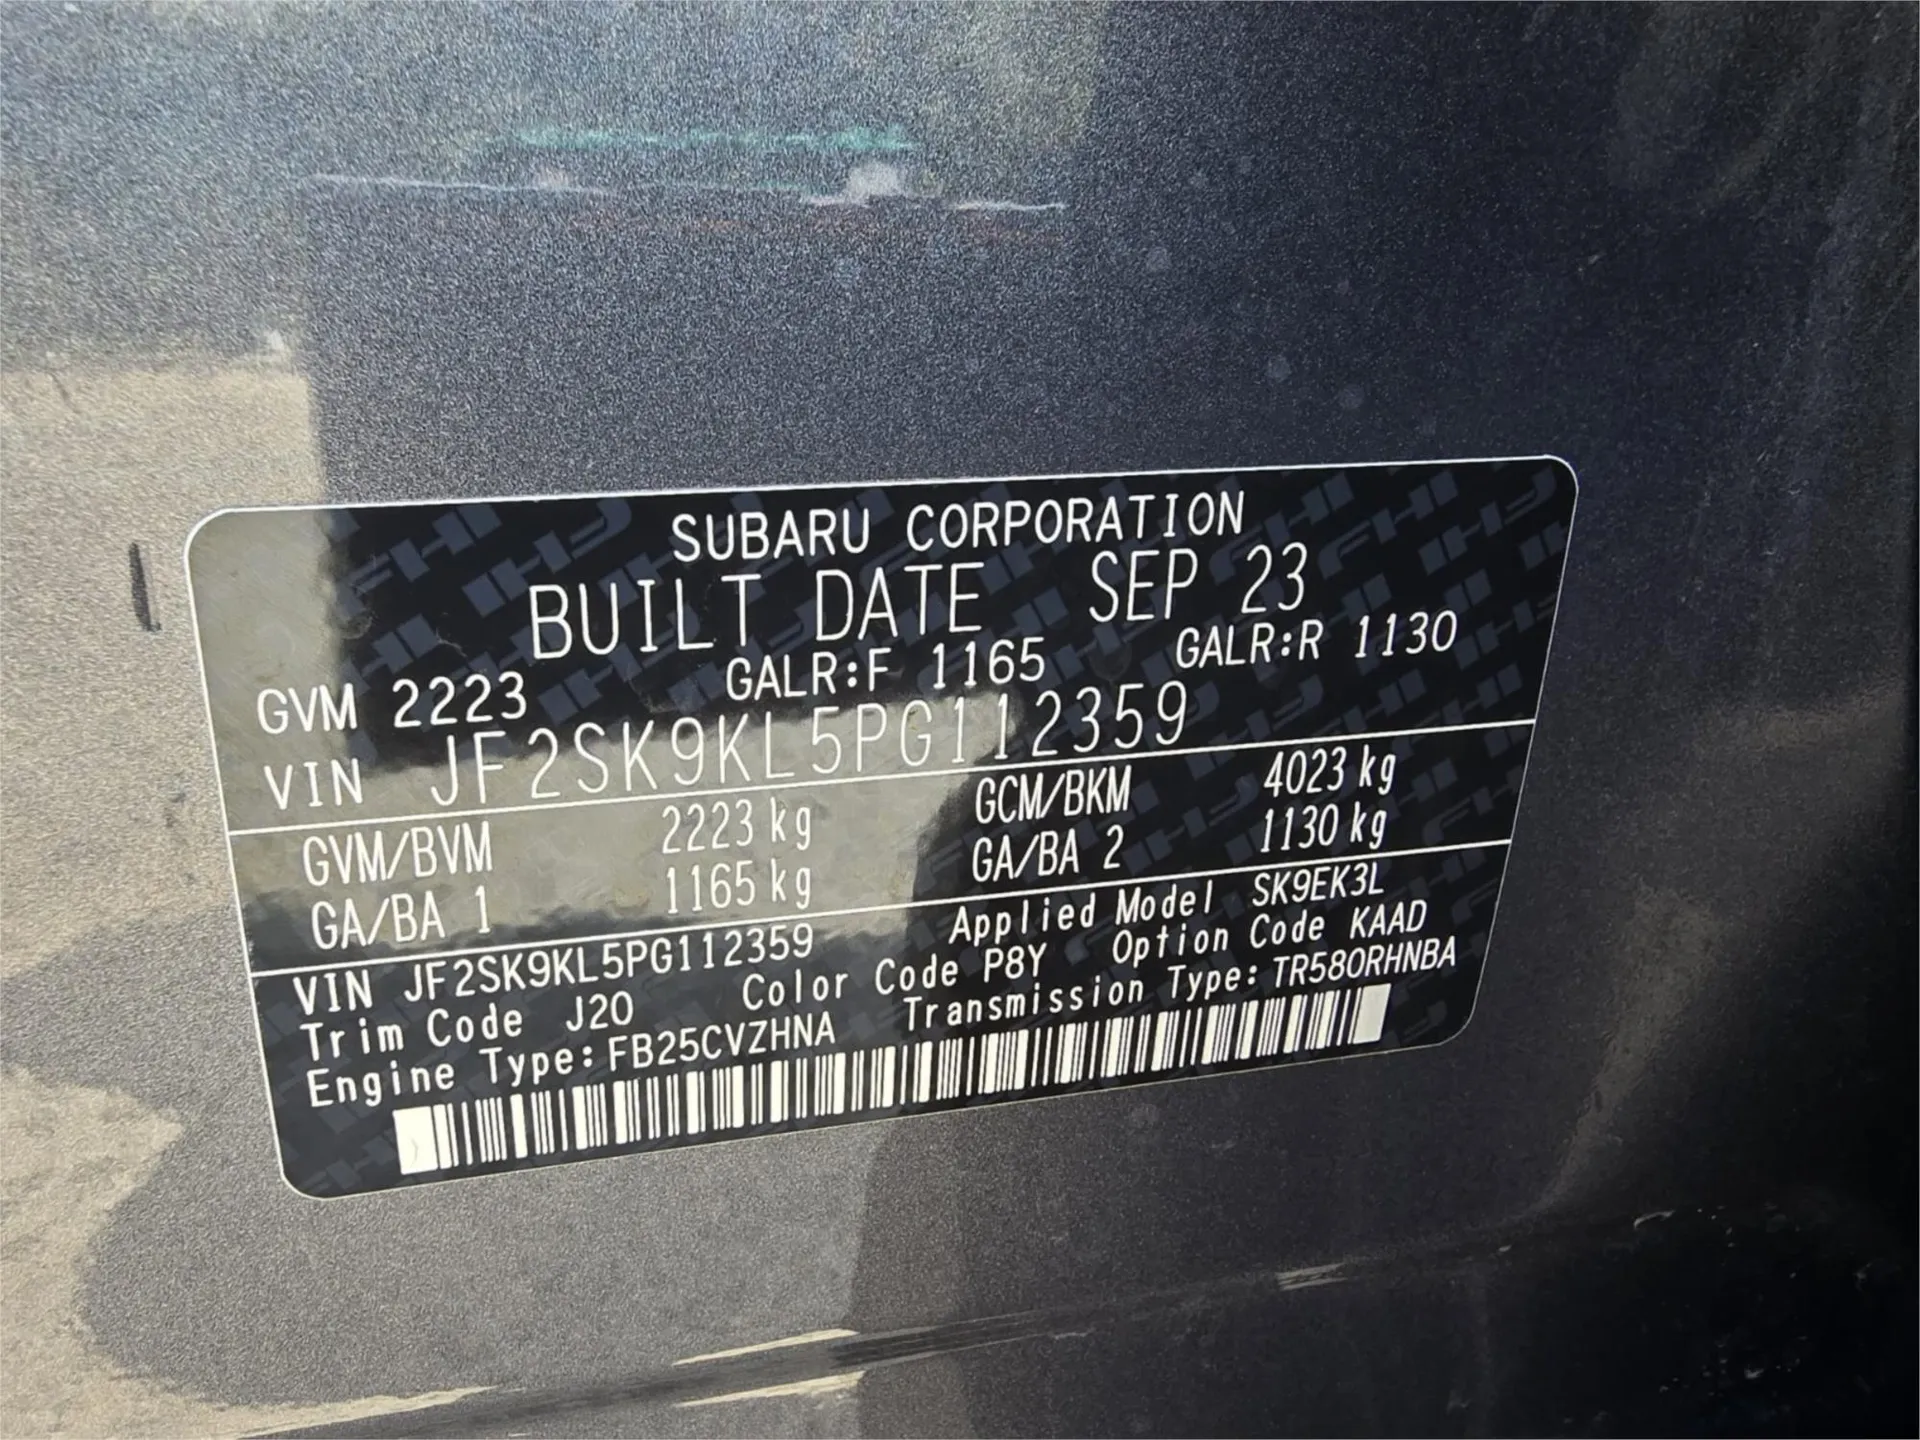 SUBARU CORPORATION
BUILT DATE SEP 23
GVM 2223 GALR:F 1165 GALR:R 1130
VIN JF2SK9KL5PG112359
GVM/BVM 2223 kg GCM/BKM 4023 kg
GA/BA 1 1165 kg GA/BA 2 1130 kg
VIN JF2SK9KL5PG112359 Applied Model SK9EK3L
Trim Code J20 Color Code P8Y Option Code KAAD
Engine Type:FB25CVZHNA Transmission Type:TR580RHNBA